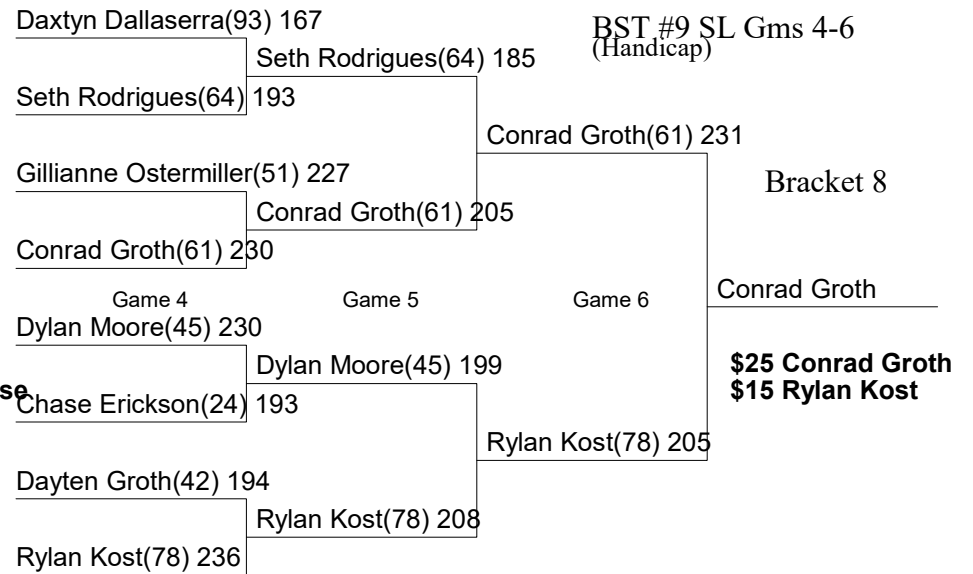 Daxtyn Dallaserra(93) 167
BST #9 SL Gms 4-6
(Handicap)
Seth Rodrigues(64) 185
Seth Rodrigues(64) 193
Conrad Groth(61) 231
Gillianne Ostermiller(51) 227
Bracket 8
Conrad Groth(61) 205
Conrad Groth(61) 230
Game 4
Game 5
Game 6
Conrad Groth
Dylan Moore(45) 230
Dylan Moore(45) 199
$25 Conrad Groth
se
Chase Erickson(24) 193
$15 Rylan Kost
Rylan Kost(78) 205
Dayten Groth(42) 194
Rylan Kost(78) 208
Rylan Kost(78) 236